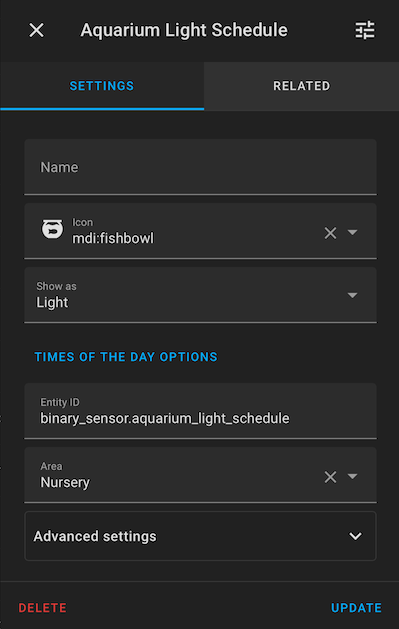 Aquarium Light Schedule
SETTINGS
RELATED
Name
Icon
mdi:fishbowl
Show as
Light
TIMES OF THE DAY OPTIONS
Entity ID
binary_sensor.aquarium_light_schedule
Area
Nursery
Advanced settings
DELETE
UPDATE